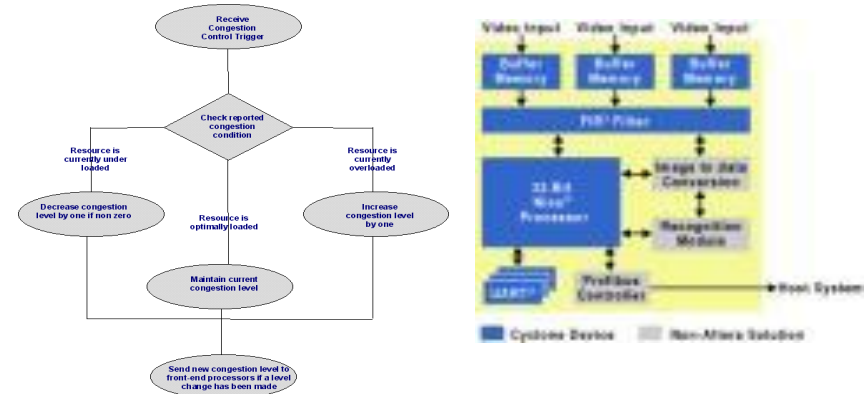 Receive
Congestion
Control Trigger
Check reported
congestion
condition
Resource is
currently under
loaded
Resource is
currently
overloaded
Decrease congestion
level by one if non zero
Resource is
optimally loaded
Increase
congestion level
by one
Maintain current
congestion level
Send new congestion level to
front-end processors if a level
change has been made
Video Input Video Input Video Input
Buffer
Memory
Buffer
Memory
Buffer
Memory
Filter
32-Bit
Nios®
Processor
Image to data
Conversion
Recognition
Module
Profibus
Controller
Host System
Cyclone Device
Non-Altera Solution